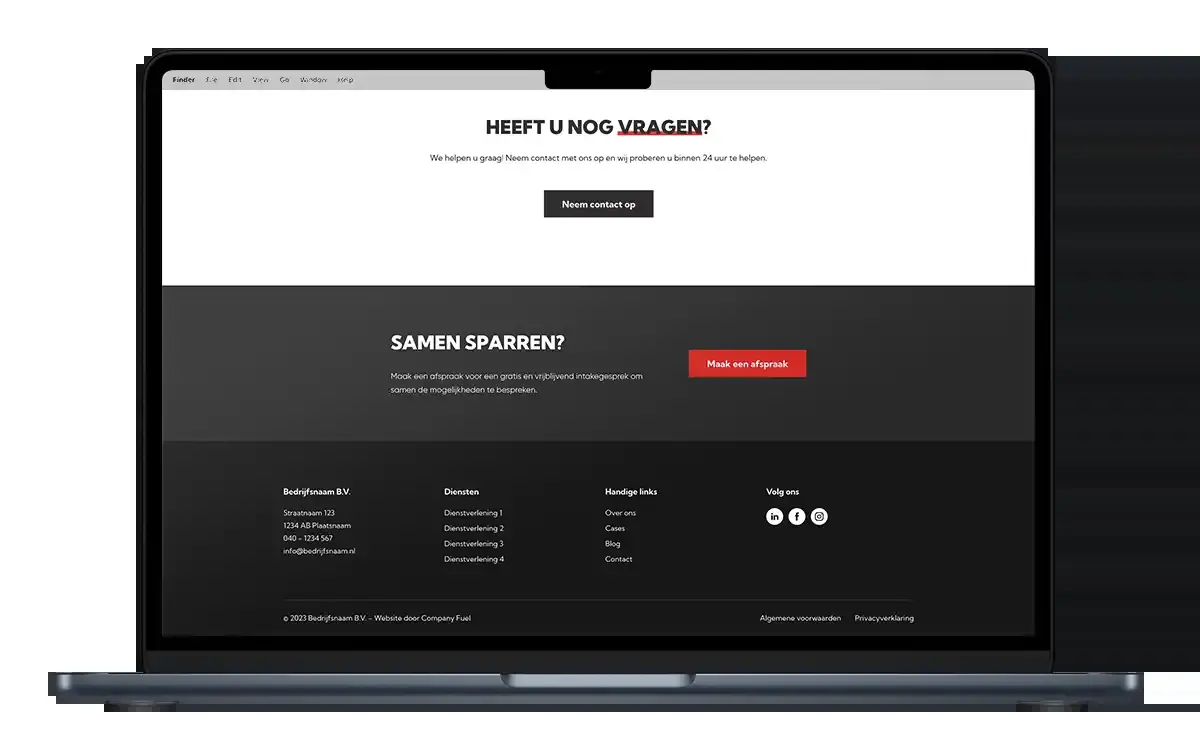 Finder File Edit View Go Window Help
HEEFT U NOG VRAGEN?
We helpen u graag! Neem contact met ons op en wij proberen u binnen 24 uur te helpen.
Neem contact op
SAMEN SPARREN?
Maak een afspraak voor een gratis en vrijblijvend intakegesprek om
samen de mogelijkheden te bespreken.
Maak een afspraak
Bedrijfsnaam B.V.
Straatnaam 123
1234 AB Plaatsnaam
040 - 1234 567
info@bedrijfsnaam.nl
Diensten
Dienstverlening 1
Dienstverlening 2
Dienstverlening 3
Dienstverlening 4
Handige links
Over ons
Cases
Blog
Contact
Volg ons
© 2023 Bedrijfsnaam B.V. – Website door Company Fuel
Algemene voorwaarden Privacyverklaring